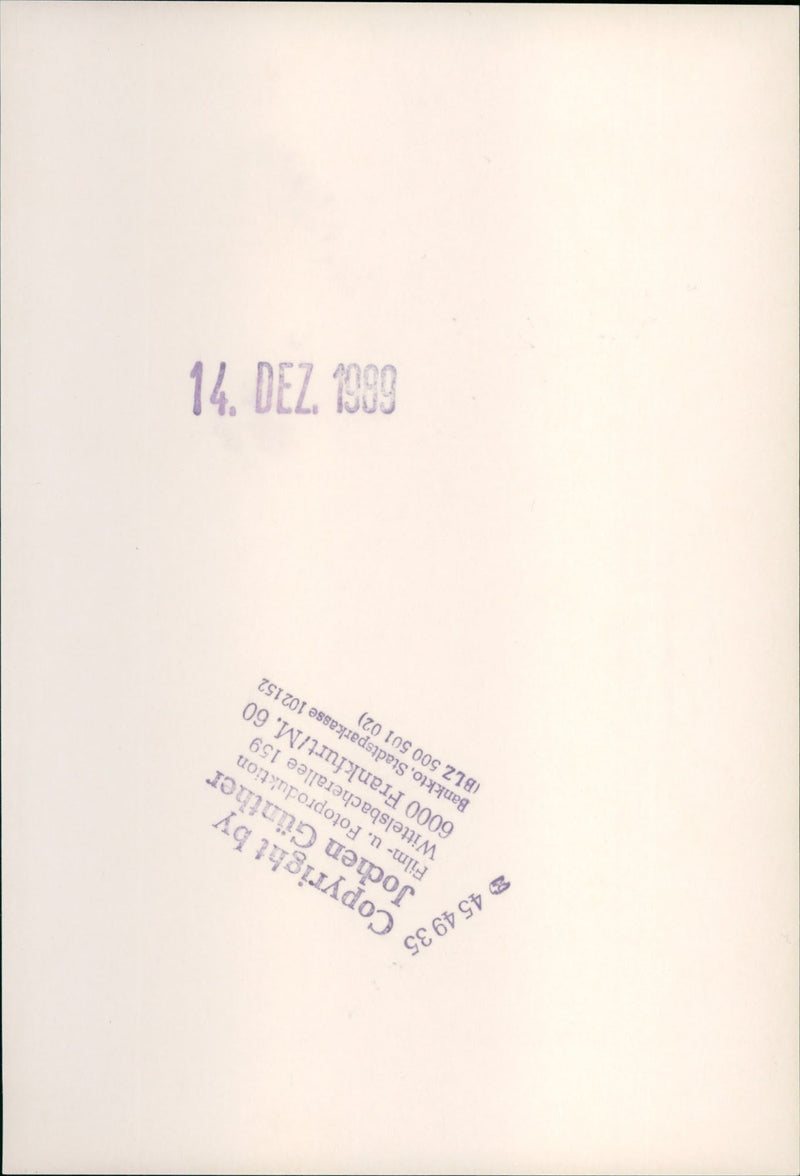 14. DEZ. 1989
Copyright by
Jochen Günther
Film- u. Fotoproduktion
Wittelsbacherallee 159
6000 Frankfurt/M. 60
Bankkto. Stadtsparkasse 102152
(BLZ 500 501 02)
☎ 45 49 35